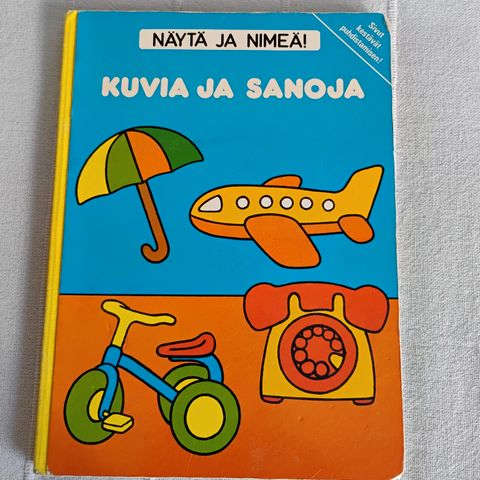 NÄYTÄ JA NIMEÄ!
Sivut
kestävät
puhdistamisen!
KUVIA JA SANOJA